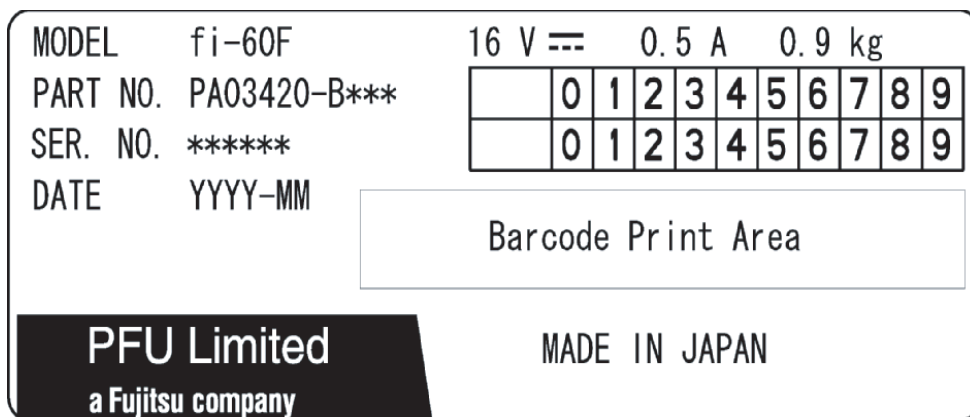 MODEL fi-60F 16 V ⎓ 0.5 A 0.9 kg
PART NO. PA03420-B*** 0 1 2 3 4 5 6 7 8 9
SER. NO. ****** 0 1 2 3 4 5 6 7 8 9
DATE YYYY-MM
Barcode Print Area
PFU Limited MADE IN JAPAN
a Fujitsu company